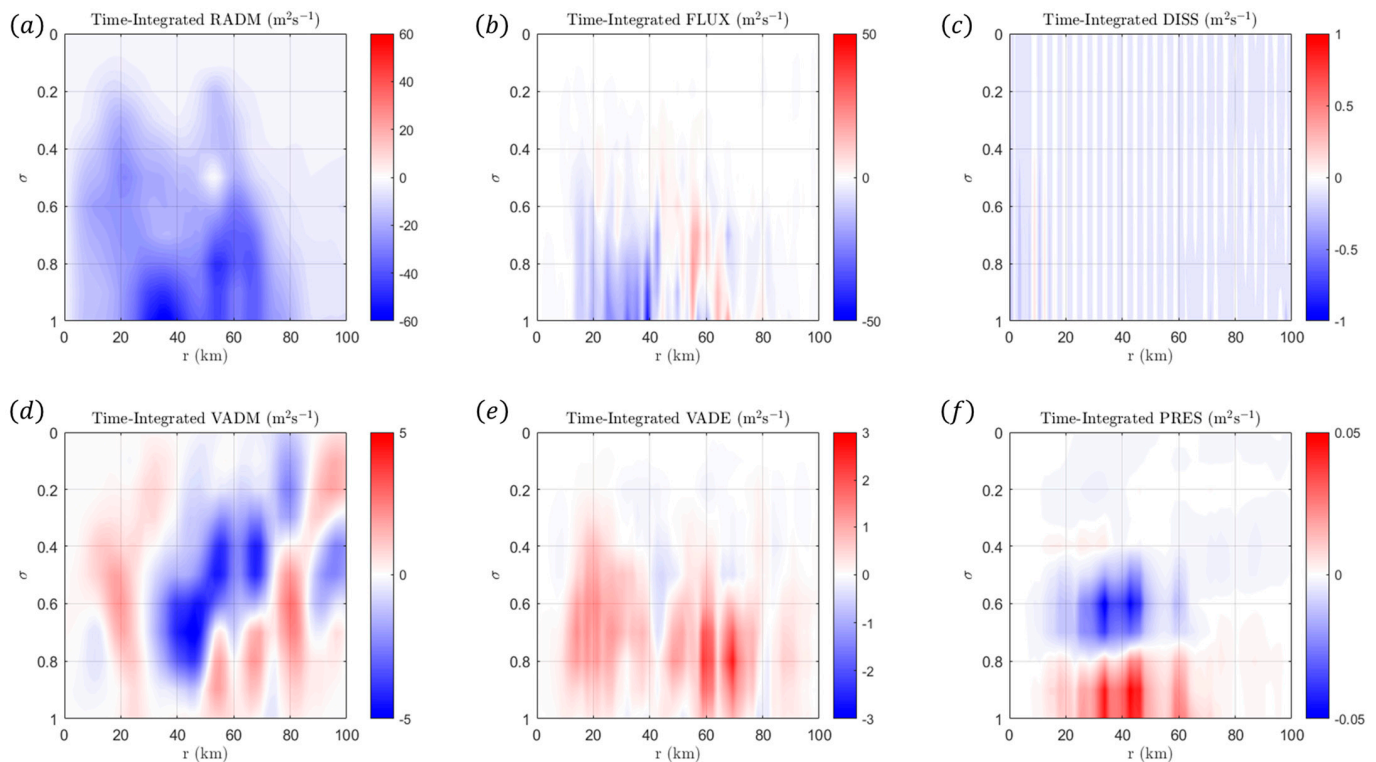 (a)
Time-Integrated RADM (m²s⁻¹)
0
0.2
0.4
0.6
0.8
1
σ
0 20 40 60 80 100
r (km)
60
40
20
0
-20
-40
-60
(b)
Time-Integrated FLUX (m²s⁻¹)
0
0.2
0.4
0.6
0.8
1
σ
0 20 40 60 80 100
r (km)
50
0
-50
(c)
Time-Integrated DISS (m²s⁻¹)
0
0.2
0.4
0.6
0.8
1
σ
0 20 40 60 80 100
r (km)
1
0.5
0
-0.5
-1
(d)
Time-Integrated VADM (m²s⁻¹)
0
0.2
0.4
0.6
0.8
1
σ
0 20 40 60 80 100
r (km)
5
0
-5
(e)
Time-Integrated VADE (m²s⁻¹)
0
0.2
0.4
0.6
0.8
1
σ
0 20 40 60 80 100
r (km)
3
2
1
0
-1
-2
-3
(f)
Time-Integrated PRES (m²s⁻¹)
0
0.2
0.4
0.6
0.8
1
σ
0 20 40 60 80 100
r (km)
0.05
0
-0.05